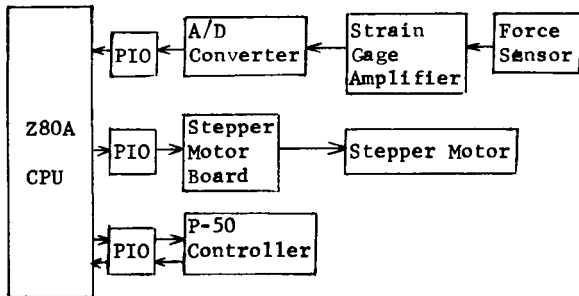 Z80A
CPU
PIO
A/D
Converter
Strain
Gage
Amplifier
Force
Sensor
PIO
Stepper
Motor
Board
Stepper Motor
PIO
P-50
Controller